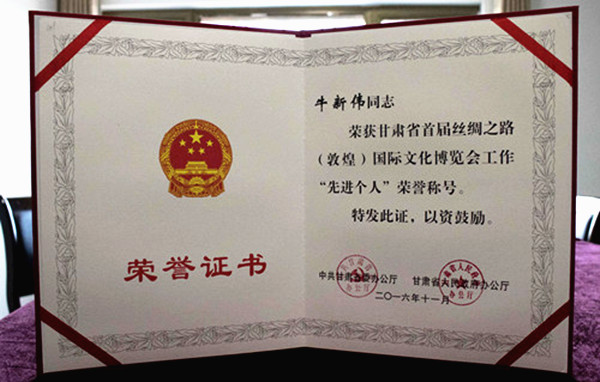 荣誉证书
牛新伟同志
荣获甘肃省首届丝绸之路
（敦煌）国际文化博览会工作
“先进个人”荣誉称号。
特发此证，以资鼓励。
中共甘肃省委办公厅 甘肃省人民政府办公厅
二〇一六年十一月